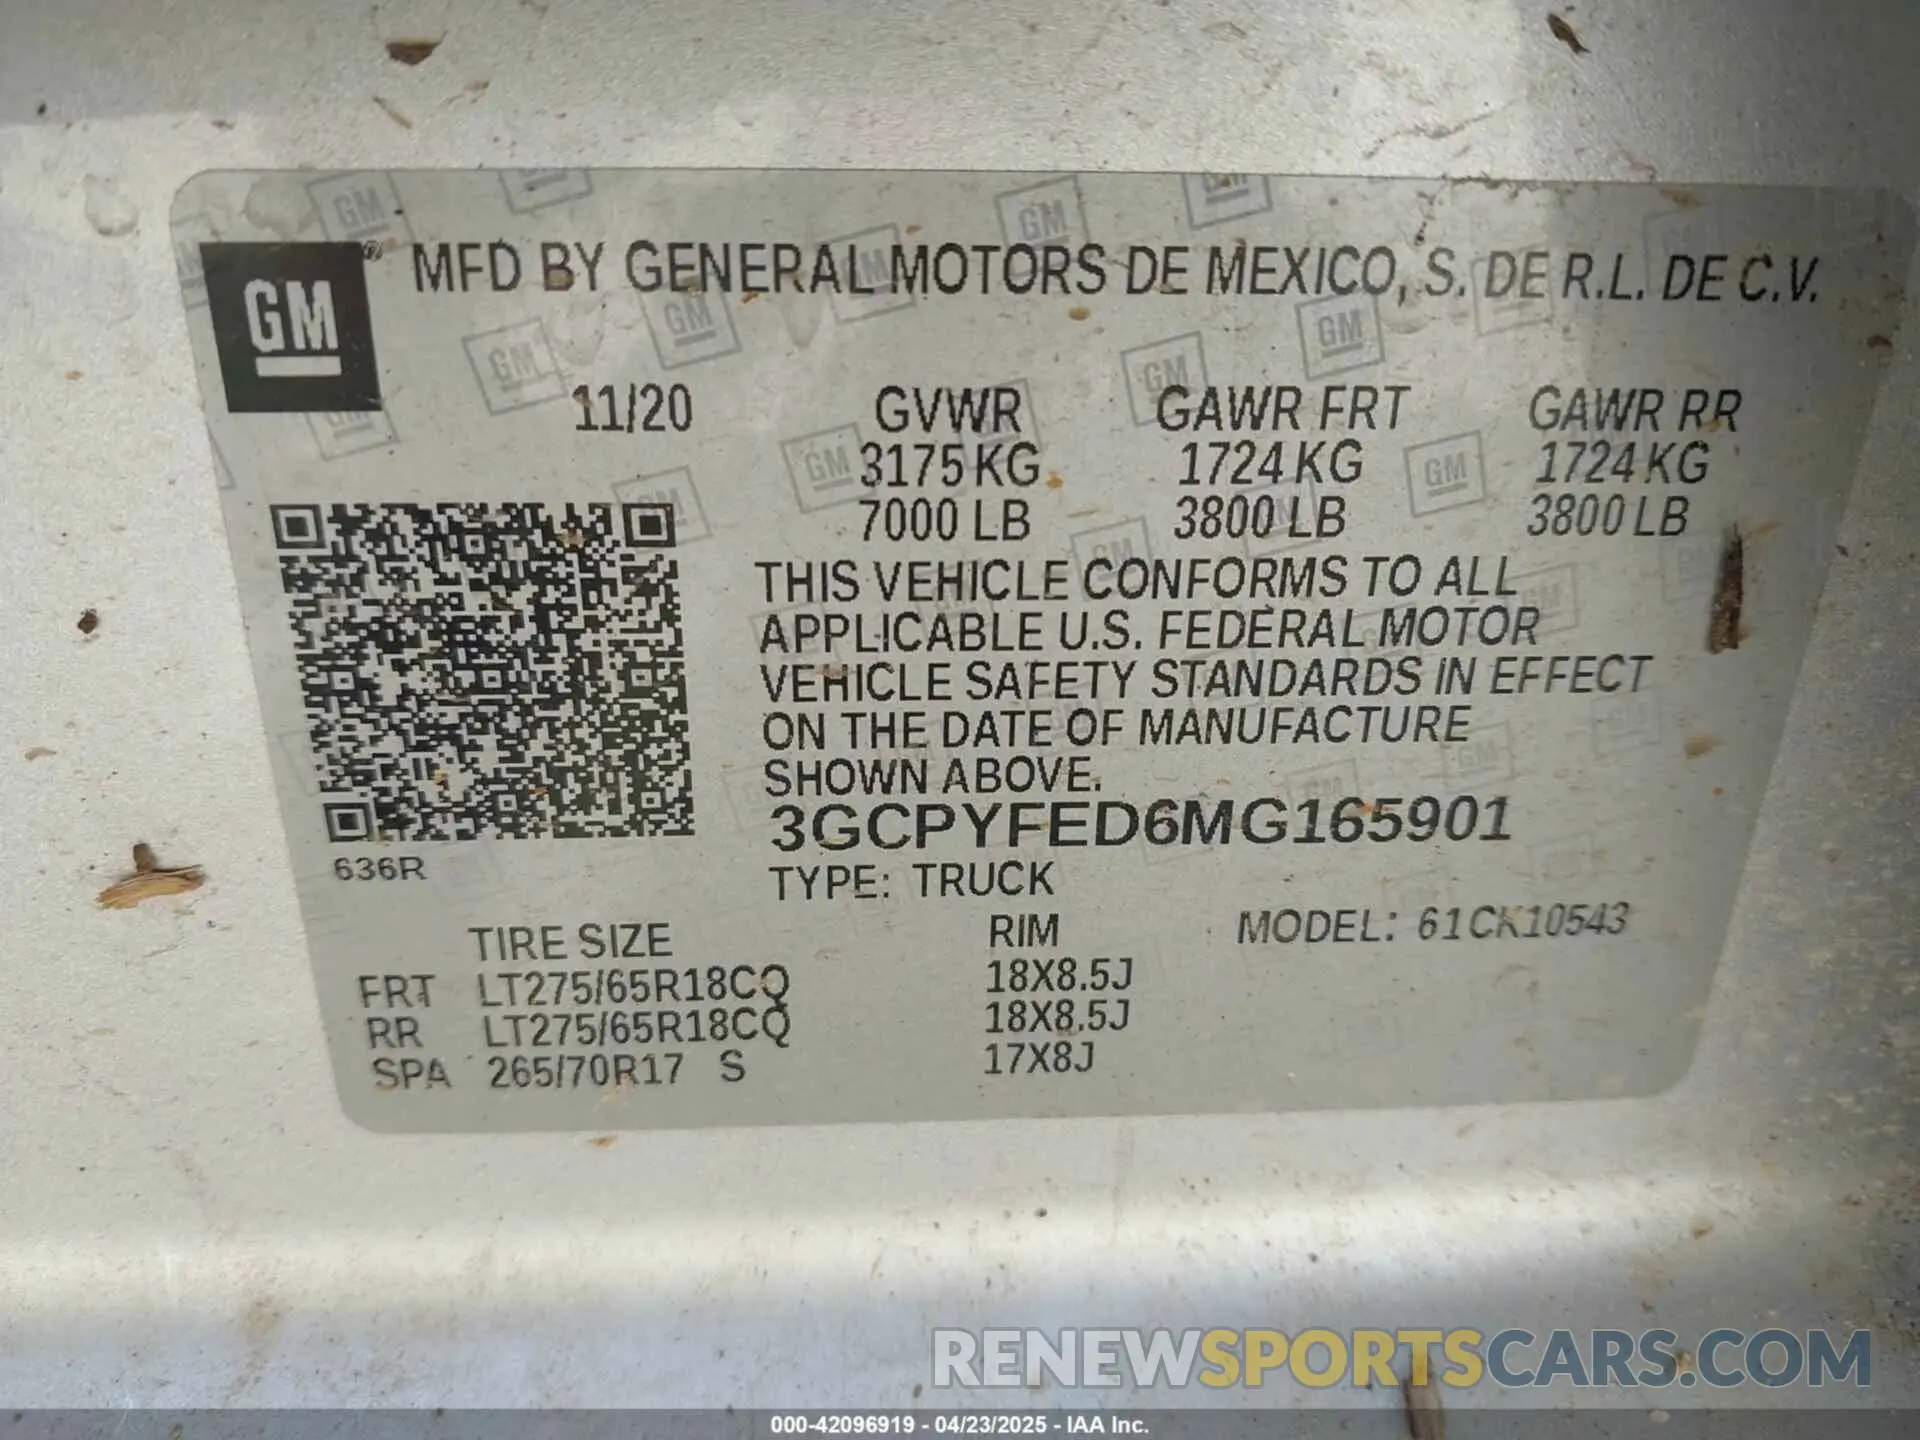 GM® MFD BY GENERAL MOTORS DE MEXICO, S. DE R.L. DE C.V.
11/20 GVWR GAWR FRT GAWR RR
3175 KG 1724 KG 1724 KG
7000 LB 3800 LB 3800 LB
THIS VEHICLE CONFORMS TO ALL
APPLICABLE U.S. FEDERAL MOTOR
VEHICLE SAFETY STANDARDS IN EFFECT
ON THE DATE OF MANUFACTURE
SHOWN ABOVE.
3GCPYFED6MG165901
636R
TYPE: TRUCK
TIRE SIZE RIM MODEL: 61CK10543
FRT LT275/65R18CQ 18X8.5J
RR LT275/65R18CQ 18X8.5J
SPA 265/70R17 S 17X8J
RENEWSPORTSCARS.COM
000-42096919 - 04/23/2025 - IAA Inc.